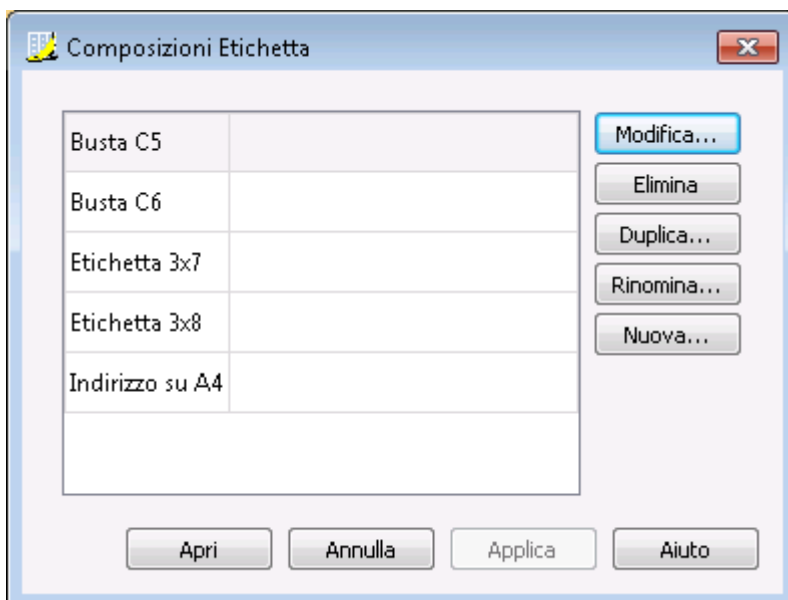 Composizioni Etichetta
Busta C5
Busta C6
Etichetta 3x7
Etichetta 3x8
Indirizzo su A4
Modifica...
Elimina
Duplica...
Rinomina...
Nuova...
Apri
Annulla
Applica
Aiuto